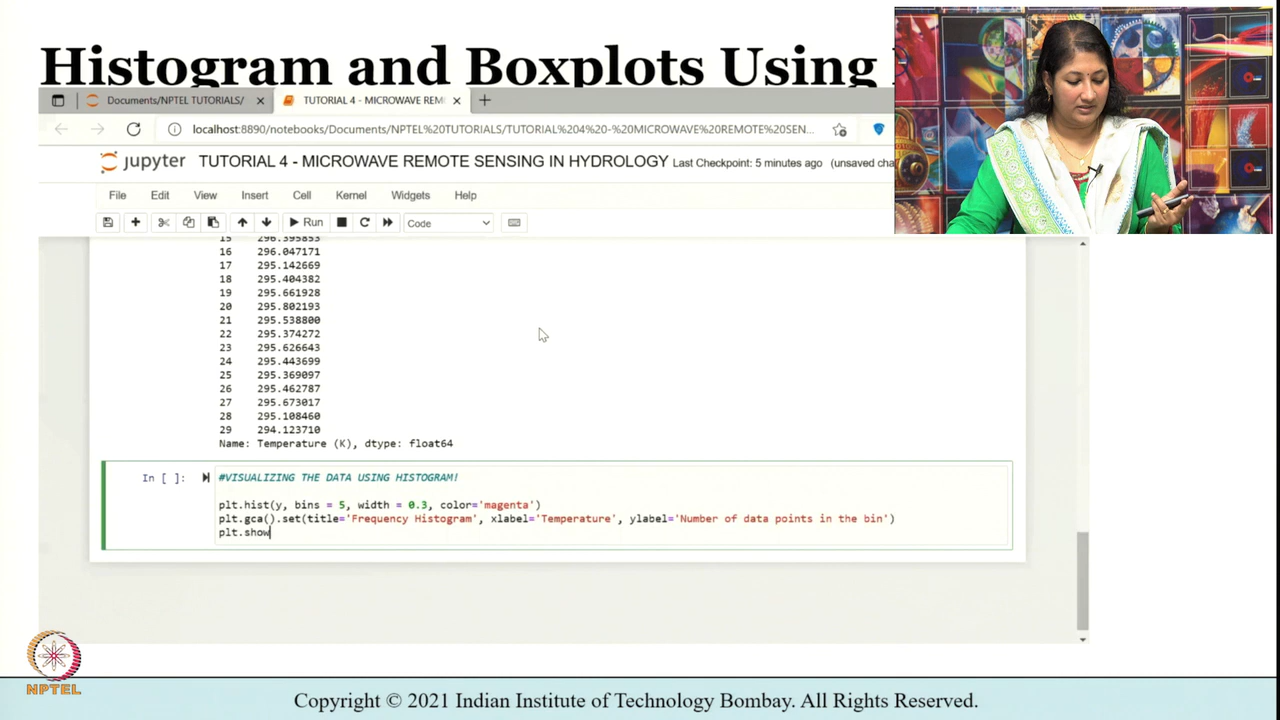 Histogram and Boxplots Using
Documents/NPTEL TUTORIALS/
TUTORIAL 4 - MICROWAVE REM
localhost:8890/notebooks/Documents/NPTEL%20TUTORIALS/TUTORIAL%204%20-%20MICROWAVE%20REMOTE%20SEN...
jupyter TUTORIAL 4 - MICROWAVE REMOTE SENSING IN HYDROLOGY Last Checkpoint: 5 minutes ago (unsaved cha
File Edit View Insert Cell Kernel Widgets Help
Run Code
15 296.395853
16 296.047171
17 295.142669
18 295.404382
19 295.661928
20 295.802193
21 295.538800
22 295.374272
23 295.626643
24 295.443699
25 295.369097
26 295.462787
27 295.673017
28 295.108460
29 294.123710
Name: Temperature (K), dtype: float64
In [ ]: #VISUALIZING THE DATA USING HISTOGRAM!
plt.hist(y, bins = 5, width = 0.3, color='magenta')
plt.gca().set(title='Frequency Histogram', xlabel='Temperature', ylabel='Number of data points in the bin')
plt.show
NPTEL
Copyright © 2021 Indian Institute of Technology Bombay. All Rights Reserved.